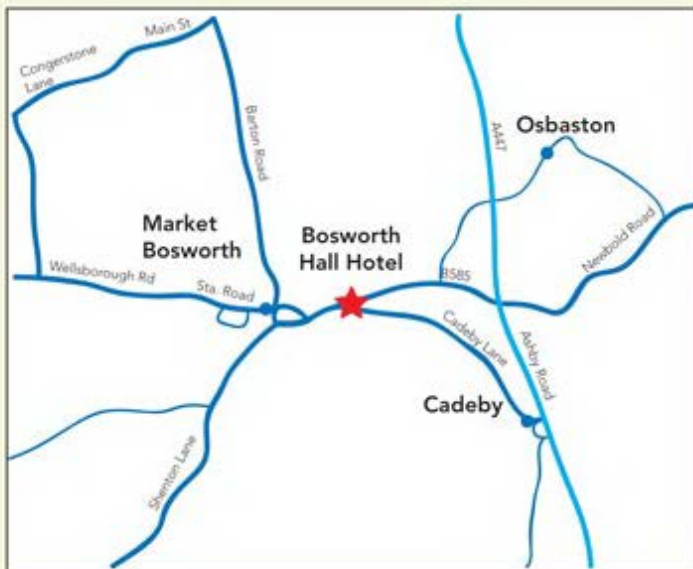 Main St
Congerstone
Lane
Barton Road
A447
Osbaston
Market
Bosworth
Bosworth
Hall Hotel
Newbold Road
Wellsborough Rd
Sta. Road
B585
Cadeby Lane
Ashby Road
Cadeby
Shenton Lane